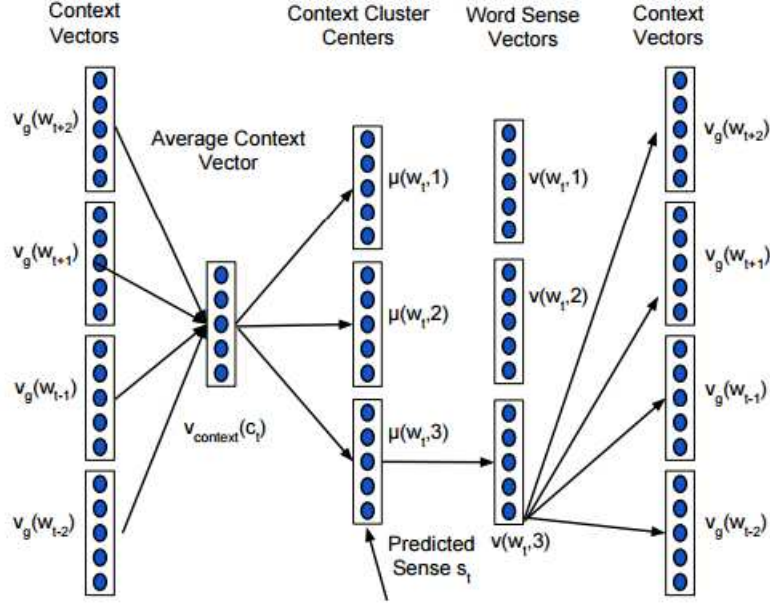 Context
Vectors
v_g(w_{t+2})
v_g(w_{t+1})
v_g(w_{t-1})
v_g(w_{t-2})
Average Context
Vector
v_{context}(c_t)
Context Cluster
Centers
μ(w_t,1)
μ(w_t,2)
μ(w_t,3)
Predicted
Sense s_t
Word Sense
Vectors
v(w_t,1)
v(w_t,2)
v(w_t,3)
Context
Vectors
v_g(w_{t+2})
v_g(w_{t+1})
v_g(w_{t-1})
v_g(w_{t-2})